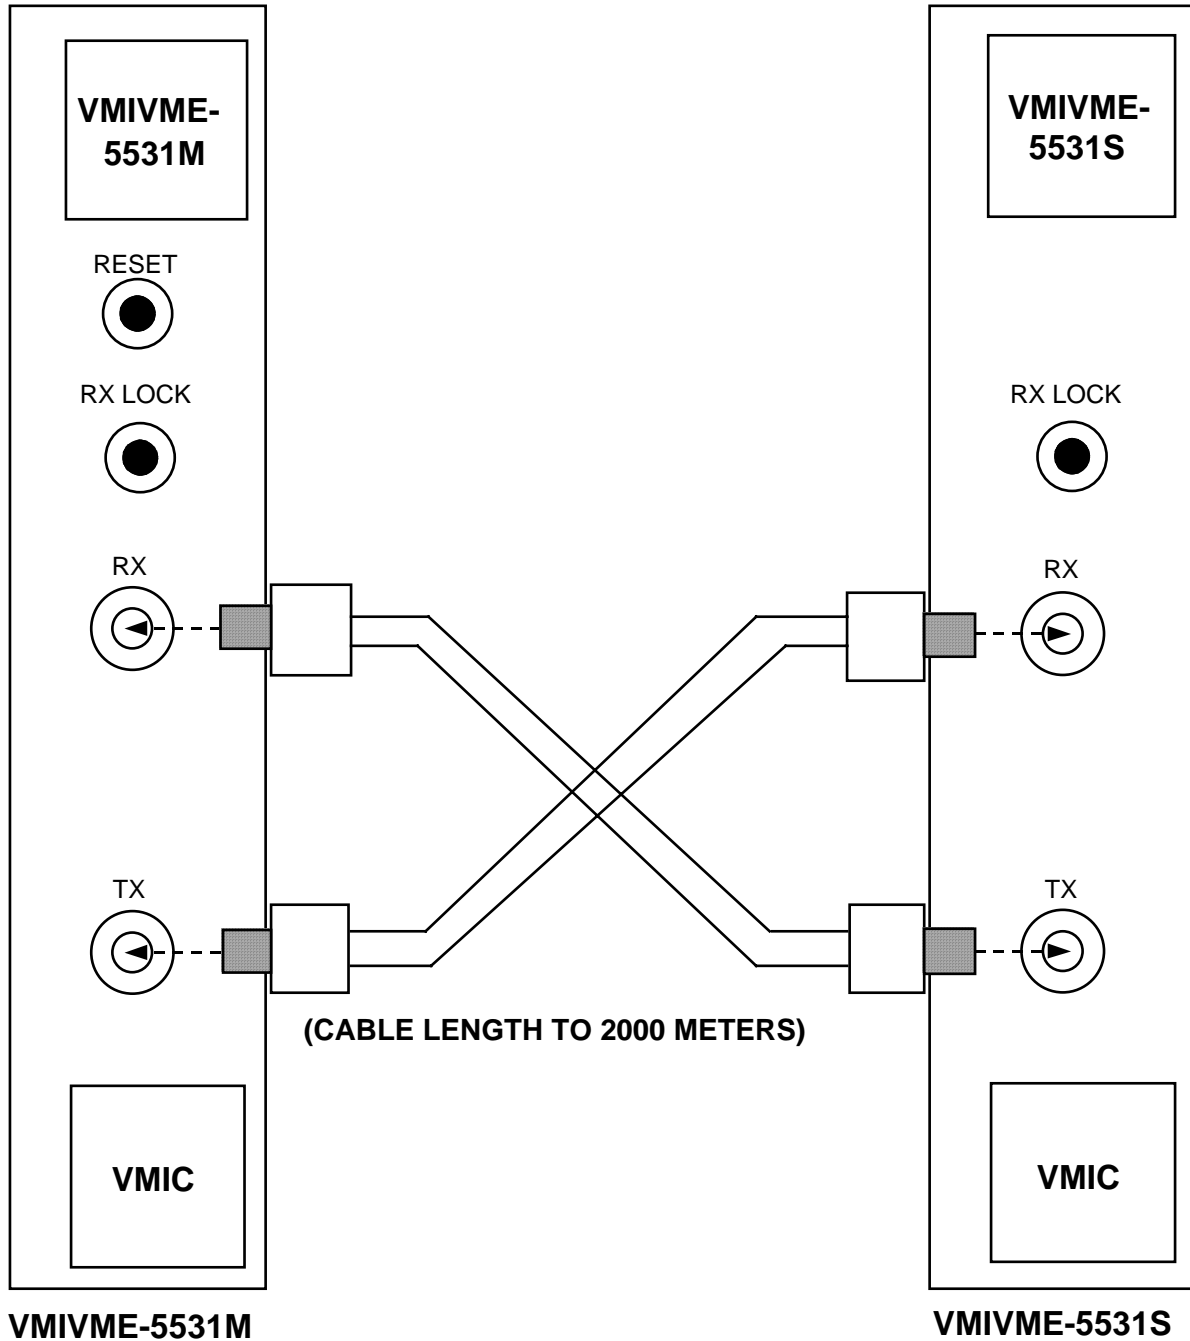 VMIVME-
5531M
RESET
RX LOCK
RX
TX
VMIC
VMIVME-5531M
(CABLE LENGTH TO 2000 METERS)
VMIVME-
5531S
RX LOCK
RX
TX
VMIC
VMIVME-5531S